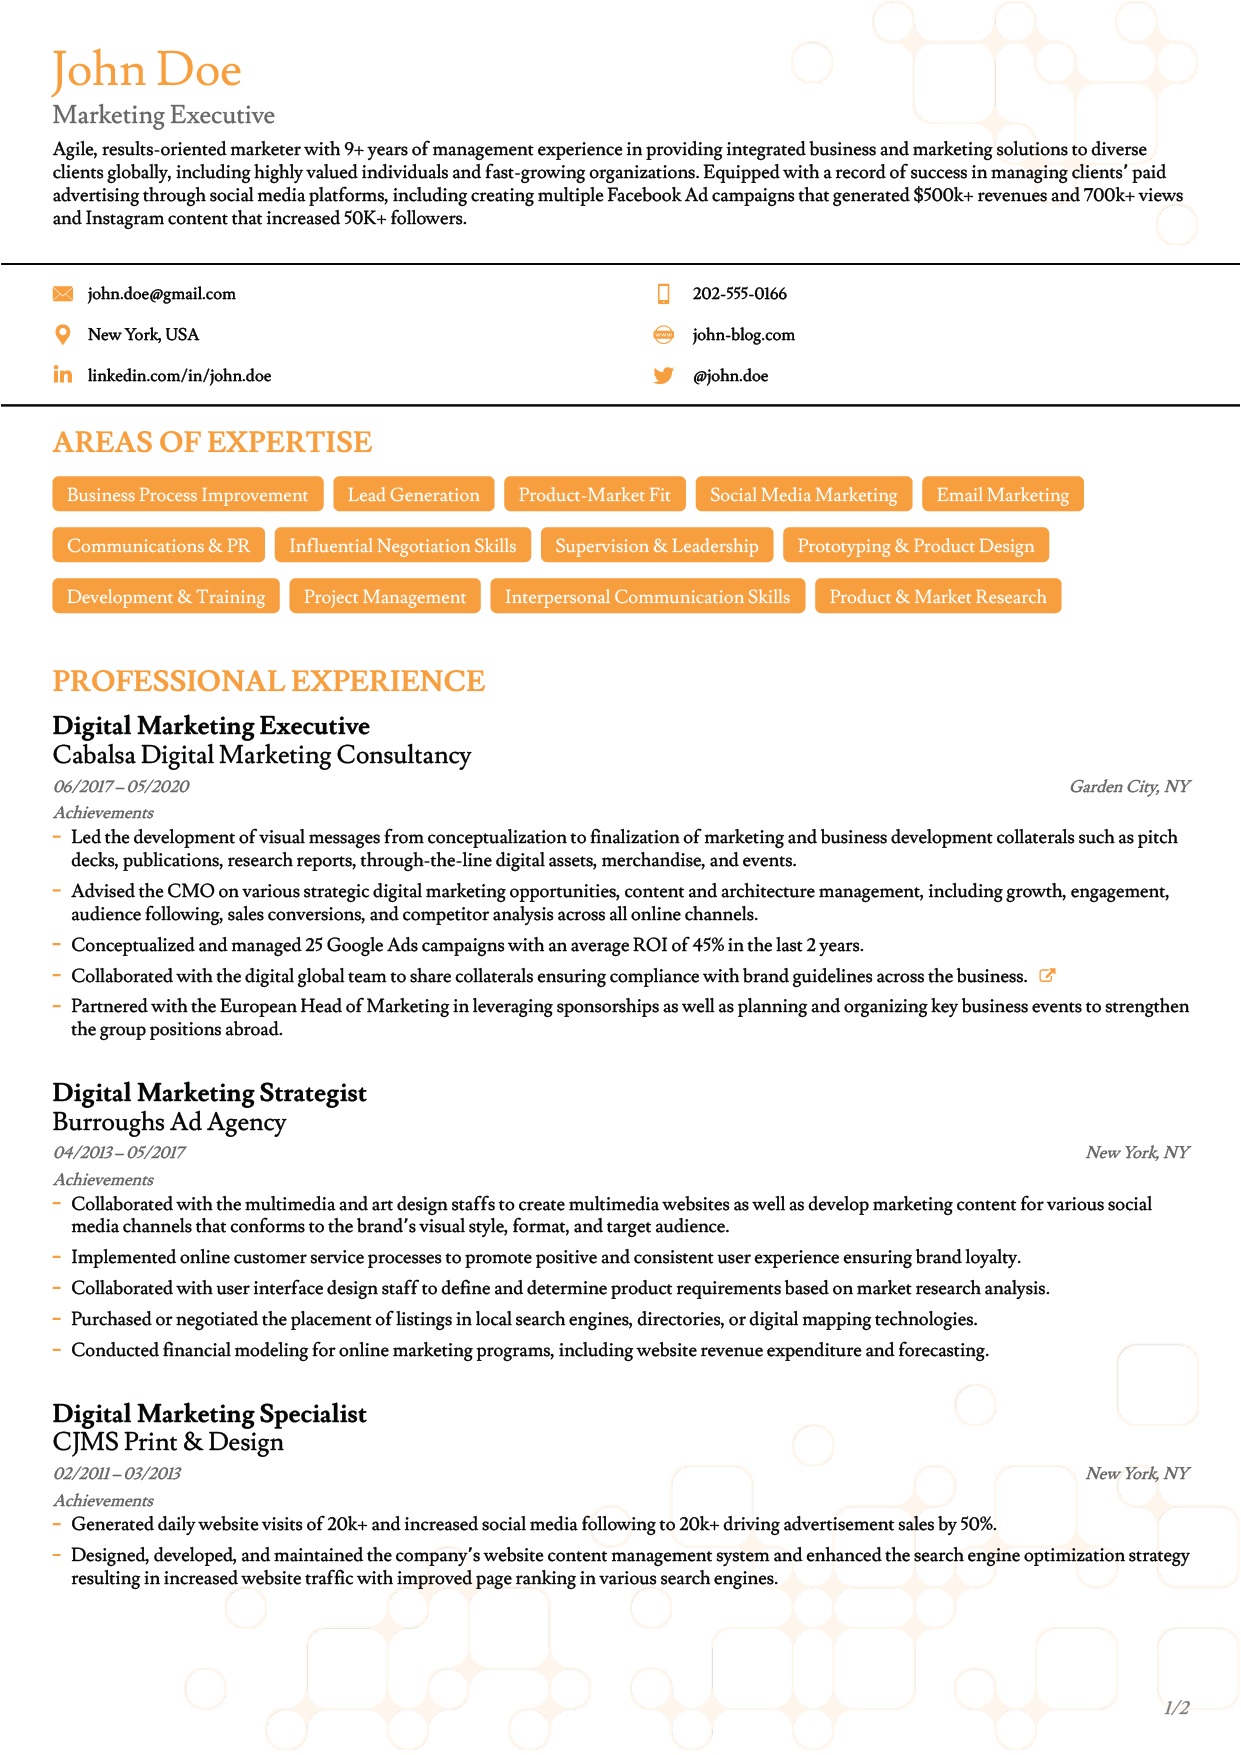 John Doe
Marketing Executive
Agile, results-oriented marketer with 9+ years of management experience in providing integrated business and marketing solutions to diverse
clients globally, including highly valued individuals and fast-growing organizations. Equipped with a record of success in managing clients' paid
advertising through social media platforms, including creating multiple Facebook Ad campaigns that generated $500k+ revenues and 700k+ views
and Instagram content that increased 50K+ followers.
john.doe@gmail.com
202-555-0166
New York, USA
www
john-blog.com
in
linkedin.com/in/john.doe
@john.doe
AREAS OF EXPERTISE
Business Process Improvement Lead Generation Product-Market Fit Social Media Marketing Email Marketing
Communications & PR Influential Negotiation Skills Supervision & Leadership Prototyping & Product Design
Development & Training Project Management Interpersonal Communication Skills Product & Market Research
PROFESSIONAL EXPERIENCE
Digital Marketing Executive
Cabalsa Digital Marketing Consultancy
06/2017 – 05/2020 Garden City, NY
Achievements
– Led the development of visual messages from conceptualization to finalization of marketing and business development collaterals such as pitch
decks, publications, research reports, through-the-line digital assets, merchandise, and events.
– Advised the CMO on various strategic digital marketing opportunities, content and architecture management, including growth, engagement,
audience following, sales conversions, and competitor analysis across all online channels.
– Conceptualized and managed 25 Google Ads campaigns with an average ROI of 45% in the last 2 years.
– Collaborated with the digital global team to share collaterals ensuring compliance with brand guidelines across the business.
– Partnered with the European Head of Marketing in leveraging sponsorships as well as planning and organizing key business events to strengthen
the group positions abroad.
Digital Marketing Strategist
Burroughs Ad Agency
04/2013 – 05/2017 New York, NY
Achievements
– Collaborated with the multimedia and art design staffs to create multimedia websites as well as develop marketing content for various social
media channels that conforms to the brand's visual style, format, and target audience.
– Implemented online customer service processes to promote positive and consistent user experience ensuring brand loyalty.
– Collaborated with user interface design staff to define and determine product requirements based on market research analysis.
– Purchased or negotiated the placement of listings in local search engines, directories, or digital mapping technologies.
– Conducted financial modeling for online marketing programs, including website revenue expenditure and forecasting.
Digital Marketing Specialist
CJMS Print & Design
02/2011 – 03/2013 New York, NY
Achievements
– Generated daily website visits of 20k+ and increased social media following to 20k+ driving advertisement sales by 50%.
– Designed, developed, and maintained the company's website content management system and enhanced the search engine optimization strategy
resulting in increased website traffic with improved page ranking in various search engines.
1/2